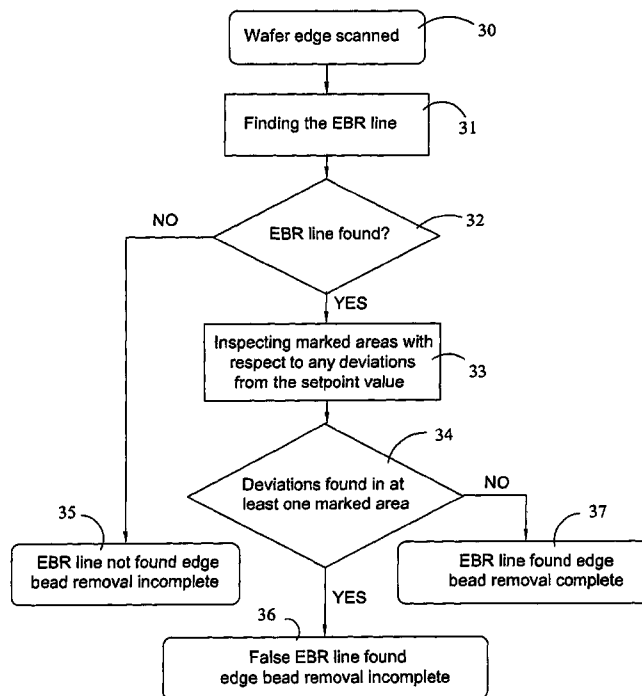 Wafer edge scanned
30
Finding the EBR line
31
32
NO
EBR line found?
YES
Inspecting marked areas with
respect to any deviations
from the setpoint value
33
34
Deviations found in at
least one marked area
NO
35
37
EBR line not found edge
bead removal incomplete
EBR line found edge
bead removal complete
YES
36
False EBR line found
edge bead removal incomplete